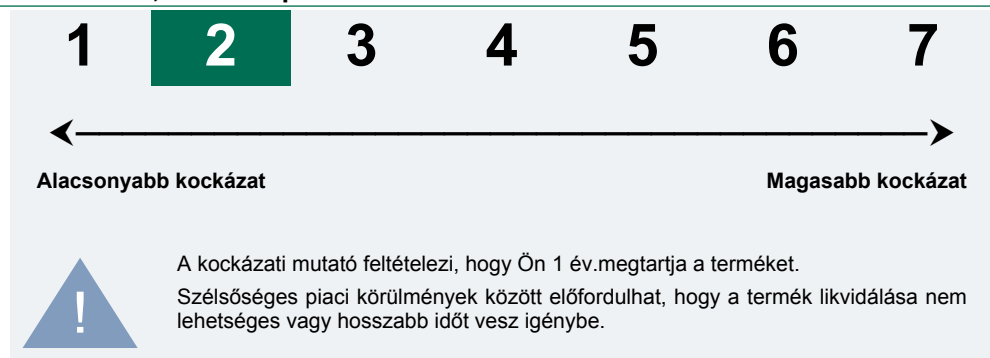 1 2 3 4 5 6 7
Alacsonyabb kockázat Magasabb kockázat
A kockázati mutató feltételezi, hogy Ön 1 év.megtartja a terméket.
! Szélsőséges piaci körülmények között előfordulhat, hogy a termék likvidálása nem
lehetséges vagy hosszabb időt vesz igénybe.